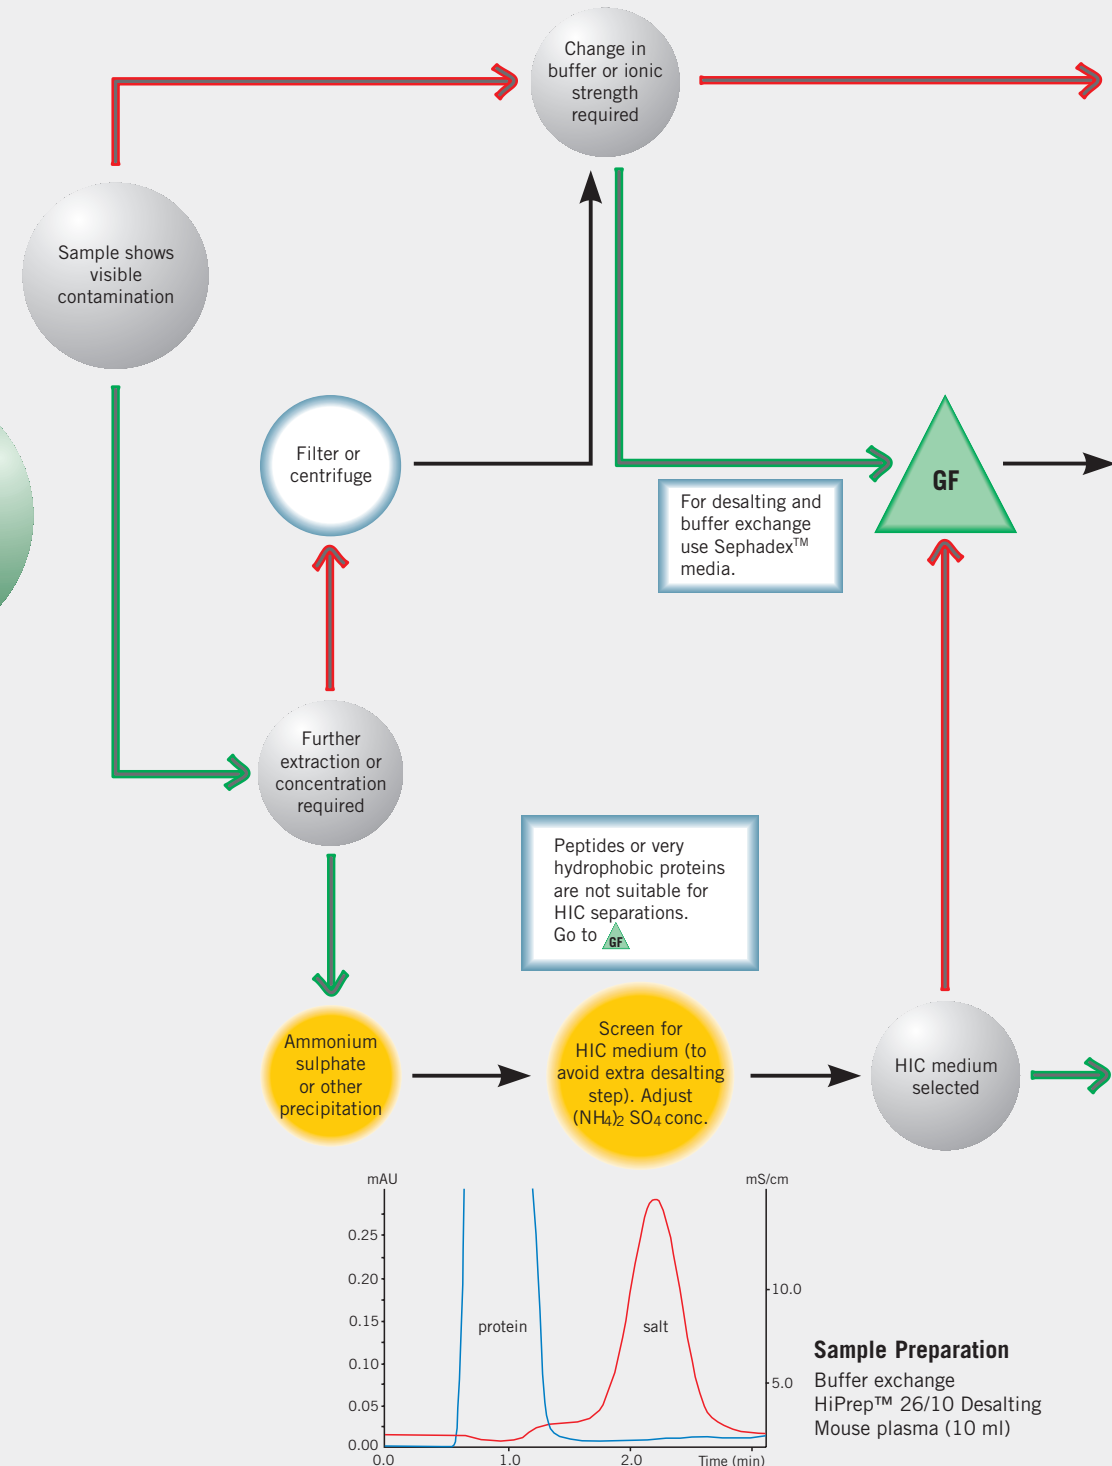 Change in
buffer or ionic
strength
required
Sample shows
visible
contamination
Filter or
centrifuge
GF
For desalting and
buffer exchange
use Sephadex™
media.
Further
extraction or
concentration
required
Peptides or very
hydrophobic proteins
are not suitable for
HIC separations.
Go to GF
Ammonium
sulphate
or other
precipitation
Screen for
HIC medium (to
avoid extra desalting
step). Adjust
(NH4)2 SO4 conc.
HIC medium
selected
mAU
mS/cm
0.25
0.20
10.0
0.15
protein
salt
0.10
5.0
0.05
0.00
0.0 1.0 2.0 Time (min)
Sample Preparation
Buffer exchange
HiPrep™ 26/10 Desalting
Mouse plasma (10 ml)